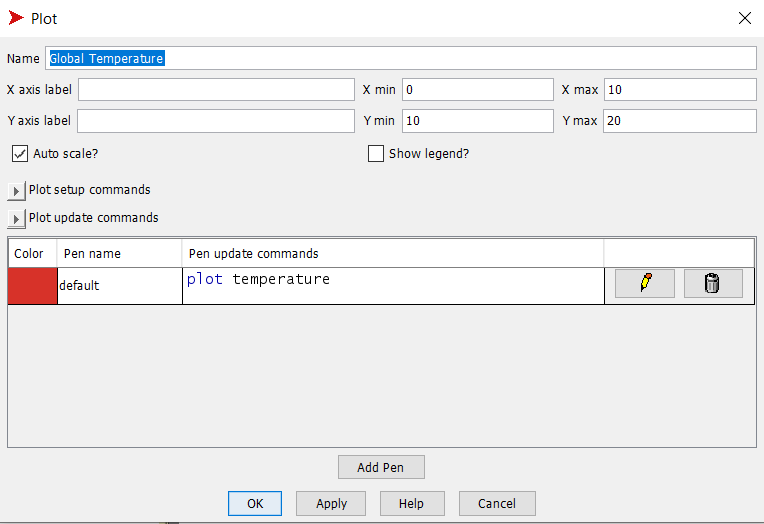 Plot
Name Global Temperature
X axis label X min 0 X max 10
Y axis label Y min 10 Y max 20
Auto scale? Show legend?
Plot setup commands
Plot update commands
Color Pen name Pen update commands
default plot temperature
Add Pen
OK Apply Help Cancel